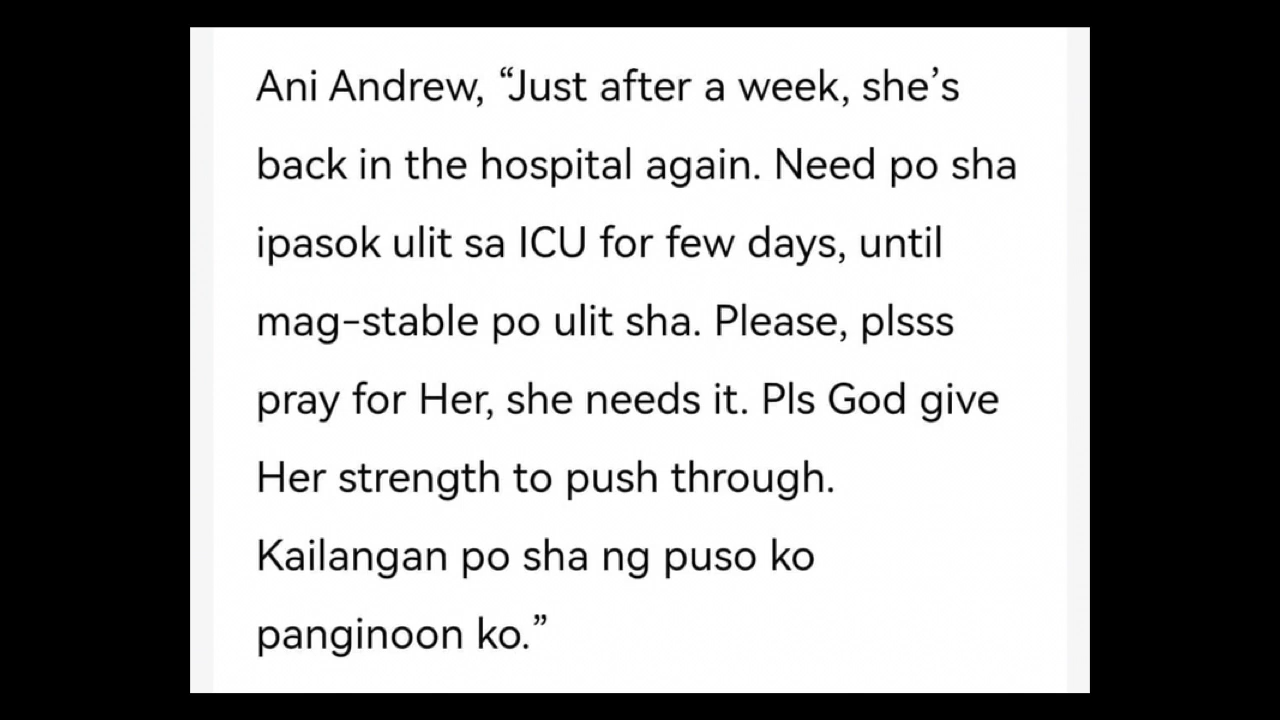 Ani Andrew, “Just after a week, she’s
back in the hospital again. Need po sha
ipasok ulit sa ICU for few days, until
mag-stable po ulit sha. Please, plsss
pray for Her, she needs it. Pls God give
Her strength to push through.
Kailangan po sha ng puso ko
panginoon ko.”